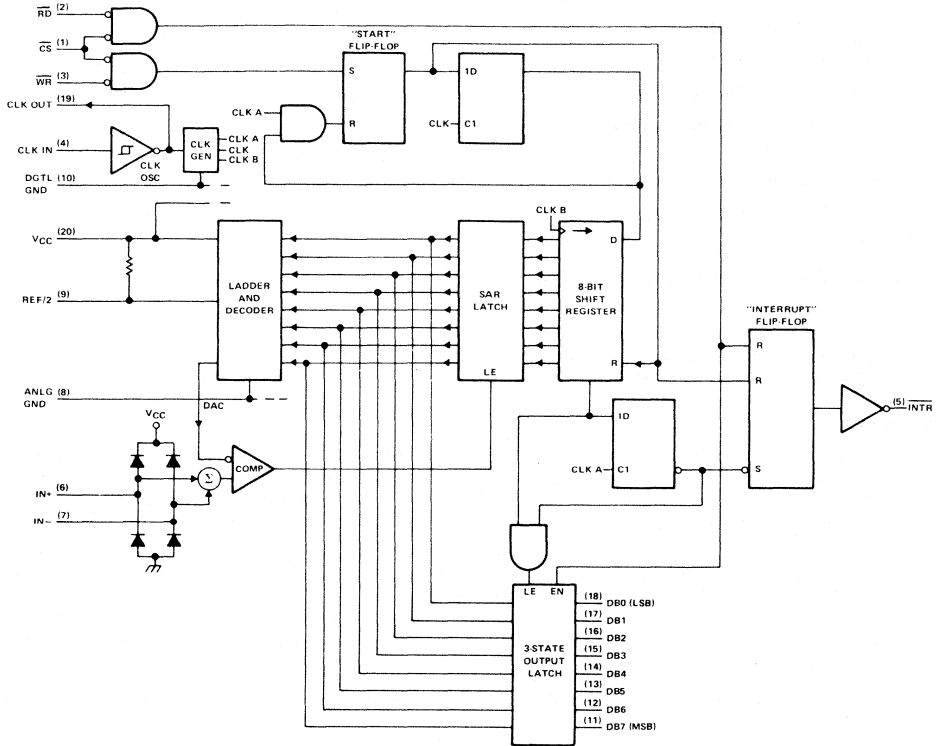 RD (2)
CS (1)
WR (3)
CLK OUT (19)
CLK IN (4)
CLK
OSC
CLK
GEN
CLK A
CLK
CLK B
DGTL (10)
GND
"START"
FLIP-FLOP
S
R
CLK A
1D
C1
CLK
VCC (20)
REF/2 (9)
LADDER
AND
DECODER
SAR
LATCH
LE
CLK B
D
8-BIT
SHIFT
REGISTER
R
"INTERRUPT"
FLIP-FLOP
R
R
S
(5) INTR
ANLG (8)
GND
DAC
VCC
COMP
Σ
IN+ (6)
IN− (7)
1D
CLK A
C1
LE EN
3-STATE
OUTPUT
LATCH
(18) DB0 (LSB)
(17) DB1
(16) DB2
(15) DB3
(14) DB4
(13) DB5
(12) DB6
(11) DB7 (MSB)